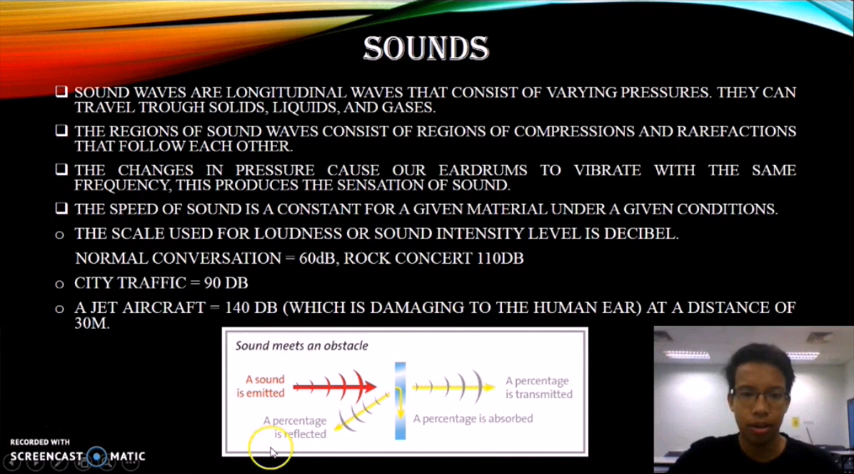 SOUNDS
❑ SOUND WAVES ARE LONGITUDINAL WAVES THAT CONSIST OF VARYING PRESSURES. THEY CAN
TRAVEL TROUGH SOLIDS, LIQUIDS, AND GASES.
❑ THE REGIONS OF SOUND WAVES CONSIST OF REGIONS OF COMPRESSIONS AND RAREFACTIONS
THAT FOLLOW EACH OTHER.
❑ THE CHANGES IN PRESSURE CAUSE OUR EARDRUMS TO VIBRATE WITH THE SAME
FREQUENCY, THIS PRODUCES THE SENSATION OF SOUND.
❑ THE SPEED OF SOUND IS A CONSTANT FOR A GIVEN MATERIAL UNDER A GIVEN CONDITIONS.
o THE SCALE USED FOR LOUDNESS OR SOUND INTENSITY LEVEL IS DECIBEL.
NORMAL CONVERSATION = 60dB, ROCK CONCERT 110DB
o CITY TRAFFIC = 90 DB
o A JET AIRCRAFT = 140 DB (WHICH IS DAMAGING TO THE HUMAN EAR) AT A DISTANCE OF
30M.
Sound meets an obstacle
A sound
is emitted
A percentage
is transmitted
A percentage
is reflected
A percentage is absorbed
RECORDED WITH
SCREENCAST MATIC